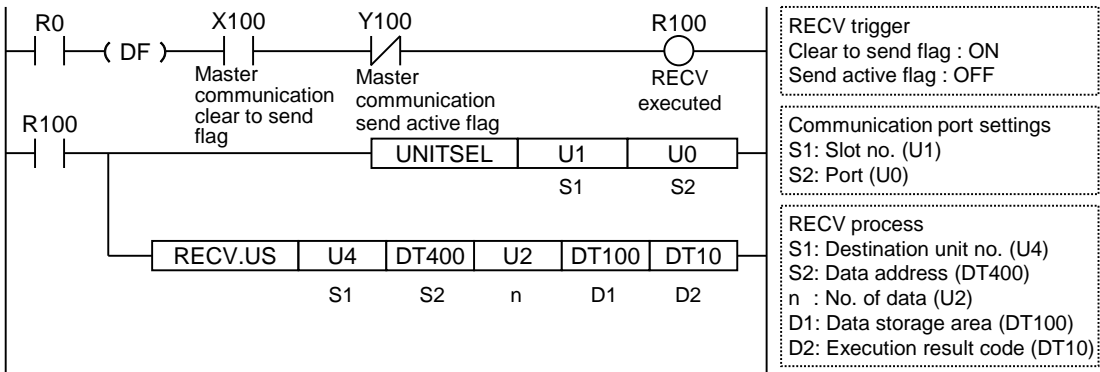 R0
X100
Y100
R100
( DF )
Master
communication
clear to send
flag
Master
communication
send active flag
RECV
executed
RECV trigger
Clear to send flag : ON
Send active flag : OFF
R100
UNITSEL U1 U0
S1 S2
Communication port settings
S1: Slot no. (U1)
S2: Port (U0)
RECV.US U4 DT400 U2 DT100 DT10
S1 S2 n D1 D2
RECV process
S1: Destination unit no. (U4)
S2: Data address (DT400)
n : No. of data (U2)
D1: Data storage area (DT100)
D2: Execution result code (DT10)